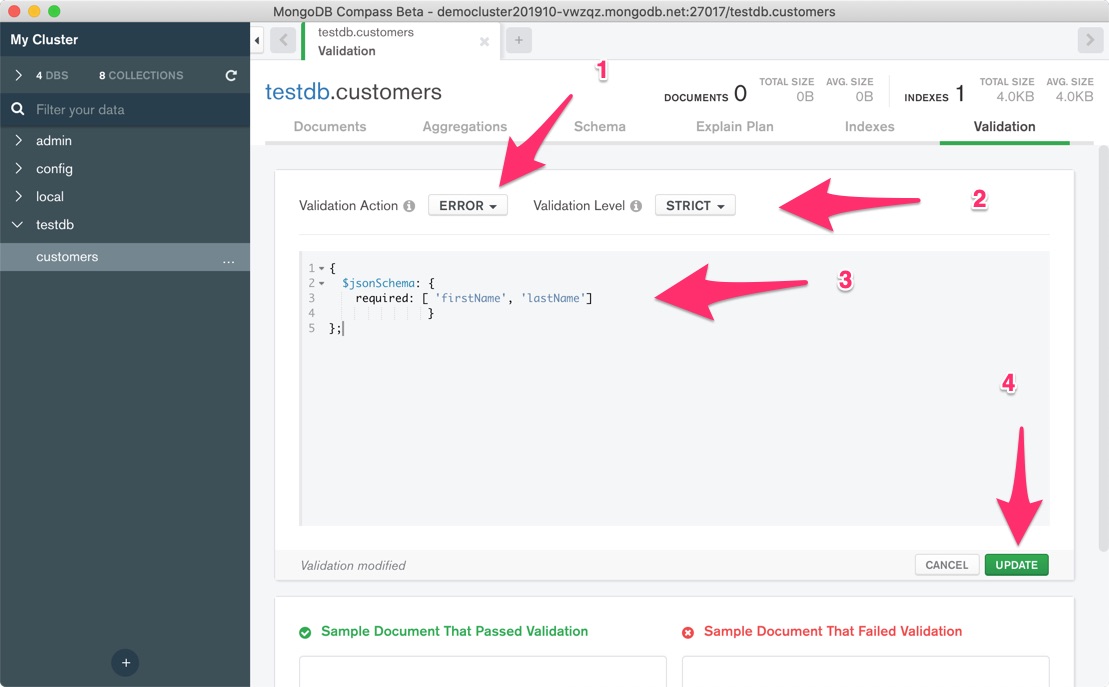 MongoDB Compass Beta - democluster201910-vwzqz.mongodb.net:27017/testdb.customers
My Cluster
4 DBS 8 COLLECTIONS
Filter your data
admin
config
local
testdb
customers ...
testdb.customers
Validation
+
1
testdb.customers
DOCUMENTS 0
TOTAL SIZE 0B
AVG. SIZE 0B
INDEXES 1
TOTAL SIZE 4.0KB
AVG. SIZE 4.0KB
Documents Aggregations Schema Explain Plan Indexes Validation
Validation Action ERROR Validation Level STRICT
2
1 {
2 $jsonSchema: {
3 required: [ 'firstName', 'lastName']
4 }
5 };
3
4
Validation modified
CANCEL UPDATE
Sample Document That Passed Validation
Sample Document That Failed Validation
+